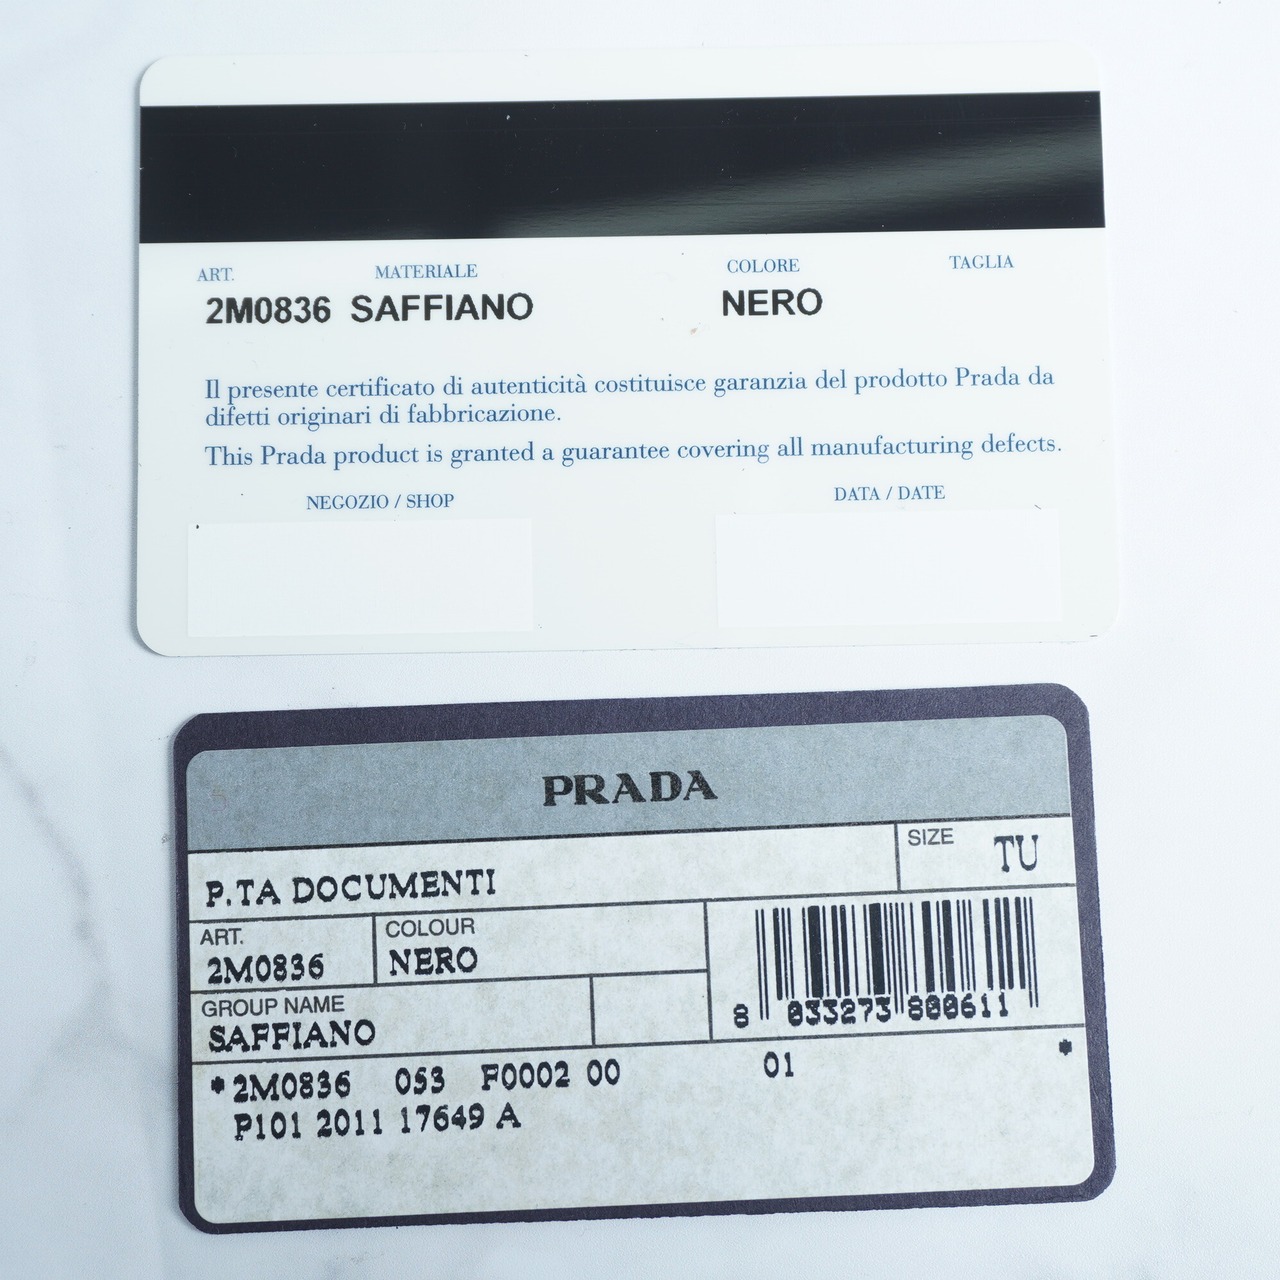 ART. MATERIALE COLORE TAGLIA
2M0836 SAFFIANO NERO
Il presente certificato di autenticità costituisce garanzia del prodotto Prada da
difetti originari di fabbricazione.
This Prada product is granted a guarantee covering all manufacturing defects.
NEGOZIO / SHOP DATA / DATE
PRADA
P.TA DOCUMENTI SIZE TU
ART. COLOUR
2M0836 NERO
GROUP NAME
SAFFIANO
8 033273 800611
*2M0836 053 F0002 00 01 *
P101 2011 17649 A